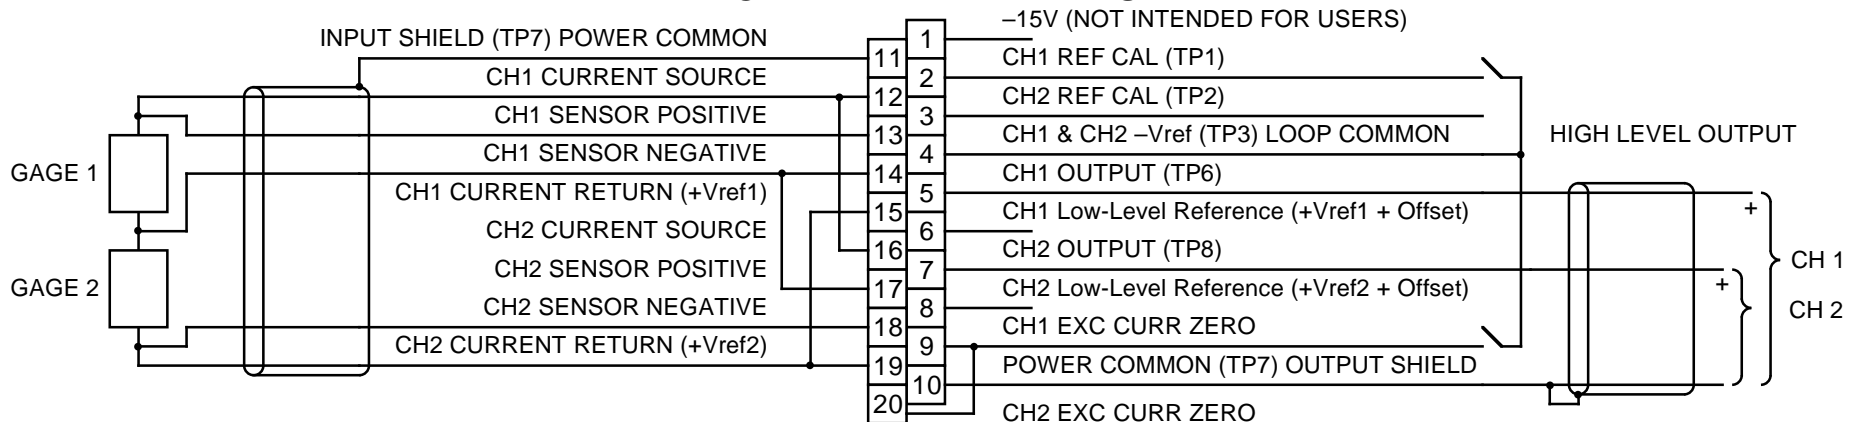 –15V (NOT INTENDED FOR USERS)
INPUT SHIELD (TP7) POWER COMMON
CH1 REF CAL (TP1)
CH1 CURRENT SOURCE
CH2 REF CAL (TP2)
CH1 SENSOR POSITIVE
CH1 & CH2 –Vref (TP3) LOOP COMMON
HIGH LEVEL OUTPUT
CH1 SENSOR NEGATIVE
CH1 OUTPUT (TP6)
GAGE 1
CH1 CURRENT RETURN (+Vref1)
CH1 Low-Level Reference (+Vref1 + Offset)
+
CH2 CURRENT SOURCE
CH2 OUTPUT (TP8)
CH 1
CH2 SENSOR POSITIVE
GAGE 2
CH2 Low-Level Reference (+Vref2 + Offset)
+
CH 2
CH2 SENSOR NEGATIVE
CH1 EXC CURR ZERO
CH2 CURRENT RETURN (+Vref2)
POWER COMMON (TP7) OUTPUT SHIELD
CH2 EXC CURR ZERO
1
11
2
12
3
13
4
14
5
15
6
16
7
17
8
18
9
19
10
20